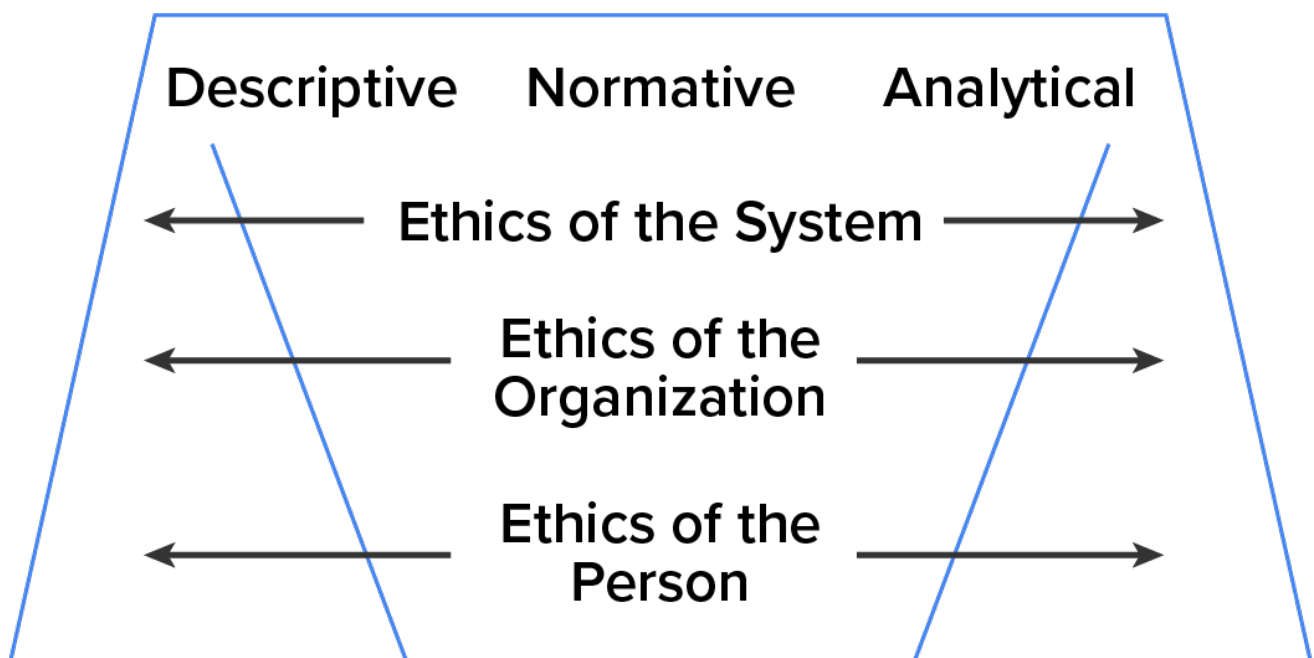 Descriptive Normative Analytical
Ethics of the System
Ethics of the
Organization
Ethics of the
Person